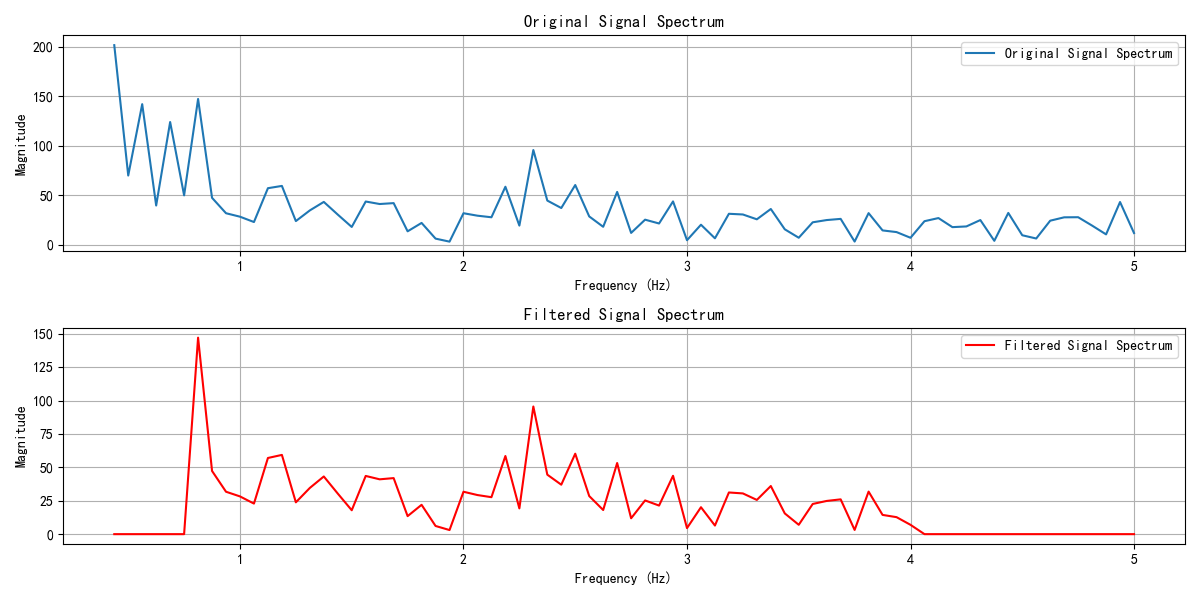 Original Signal Spectrum
Original Signal Spectrum
Magnitude
200
150
100
50
0
1 2 3 4 5
Frequency (Hz)
Filtered Signal Spectrum
Filtered Signal Spectrum
Magnitude
150
125
100
75
50
25
0
1 2 3 4 5
Frequency (Hz)